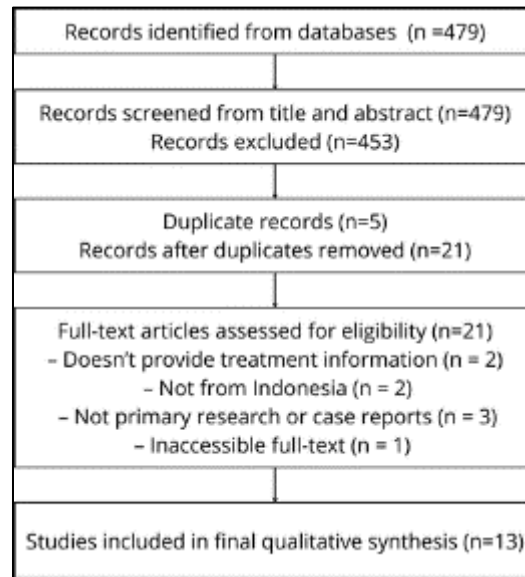 Records identified from databases  (n =479)
Records screened from title and abstract (n=479)
Records excluded (n=453)
Duplicate records (n=5)
Records after duplicates removed (n=21)
Full-text articles assessed for eligibility (n=21)
– Doesn’t provide treatment information (n = 2)
– Not from Indonesia (n = 2)
– Not primary research or case reports (n = 3)
– Inaccessible full-text (n = 1)
Studies included in final qualitative synthesis (n=13)